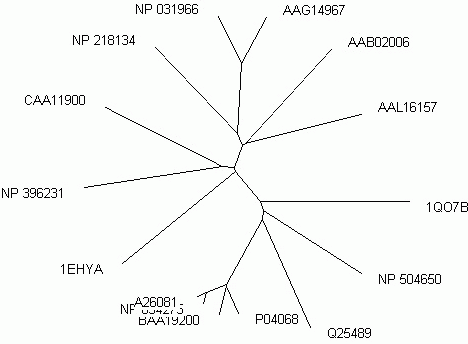 NP 031966
AAG14967
NP 218134
AAB02006
CAA11900
AAL16157
NP 396231
1QO7B
1EHYA
NP 504650
A26081
BAA19200
P04068
Q25489